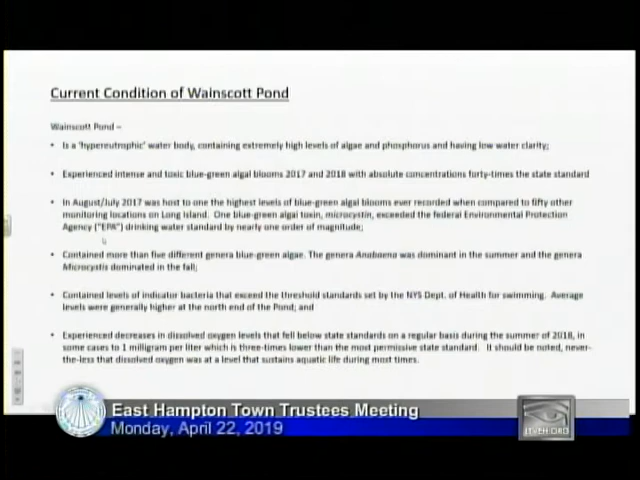 Current Condition of Wainscott Pond
Wainscott Pond –
• Is a 'hypereutrophic' water body, containing extremely high levels of algae and phosphorus and having low water clarity;
• Experienced intense and toxic blue-green algal blooms 2017 and 2018 with absolute concentrations forty-times the state standard
• In August/July 2017 was host to one the highest levels of blue-green algal blooms ever recorded when compared to fifty other
monitoring locations on Long Island. One blue-green algal toxin, microcystin, exceeded the federal Environmental Protection
Agency ("EPA") drinking water standard by nearly one order of magnitude;
• Contained more than five different genera blue-green algae. The genera Anabaena was dominant in the summer and the genera
Microcystis dominated in the fall;
• Contained levels of indicator bacteria that exceed the threshold standards set by the NYS Dept. of Health for swimming. Average
levels were generally higher at the north end of the Pond; and
• Experienced decreases in dissolved oxygen levels that fell below state standards on a regular basis during the summer of 2018, in
some cases to 1 milligram per liter which is three-times lower than the most permissive state standard. It should be noted, never-
the-less that dissolved oxygen was at a level that sustains aquatic life during most times.
East Hampton Town Trustees Meeting
Monday, April 22, 2019